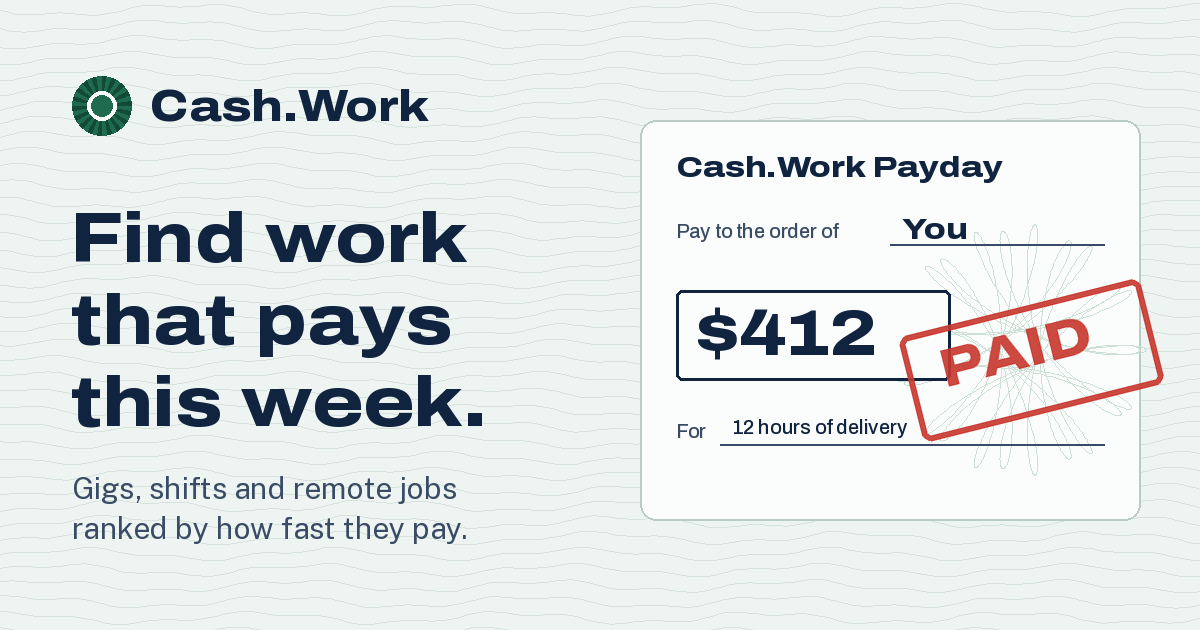 Cash.Work
Find work
that pays
this week.
Gigs, shifts and remote jobs
ranked by how fast they pay.
Cash.Work Payday
Pay to the order of You
$412
PAID
For 12 hours of delivery